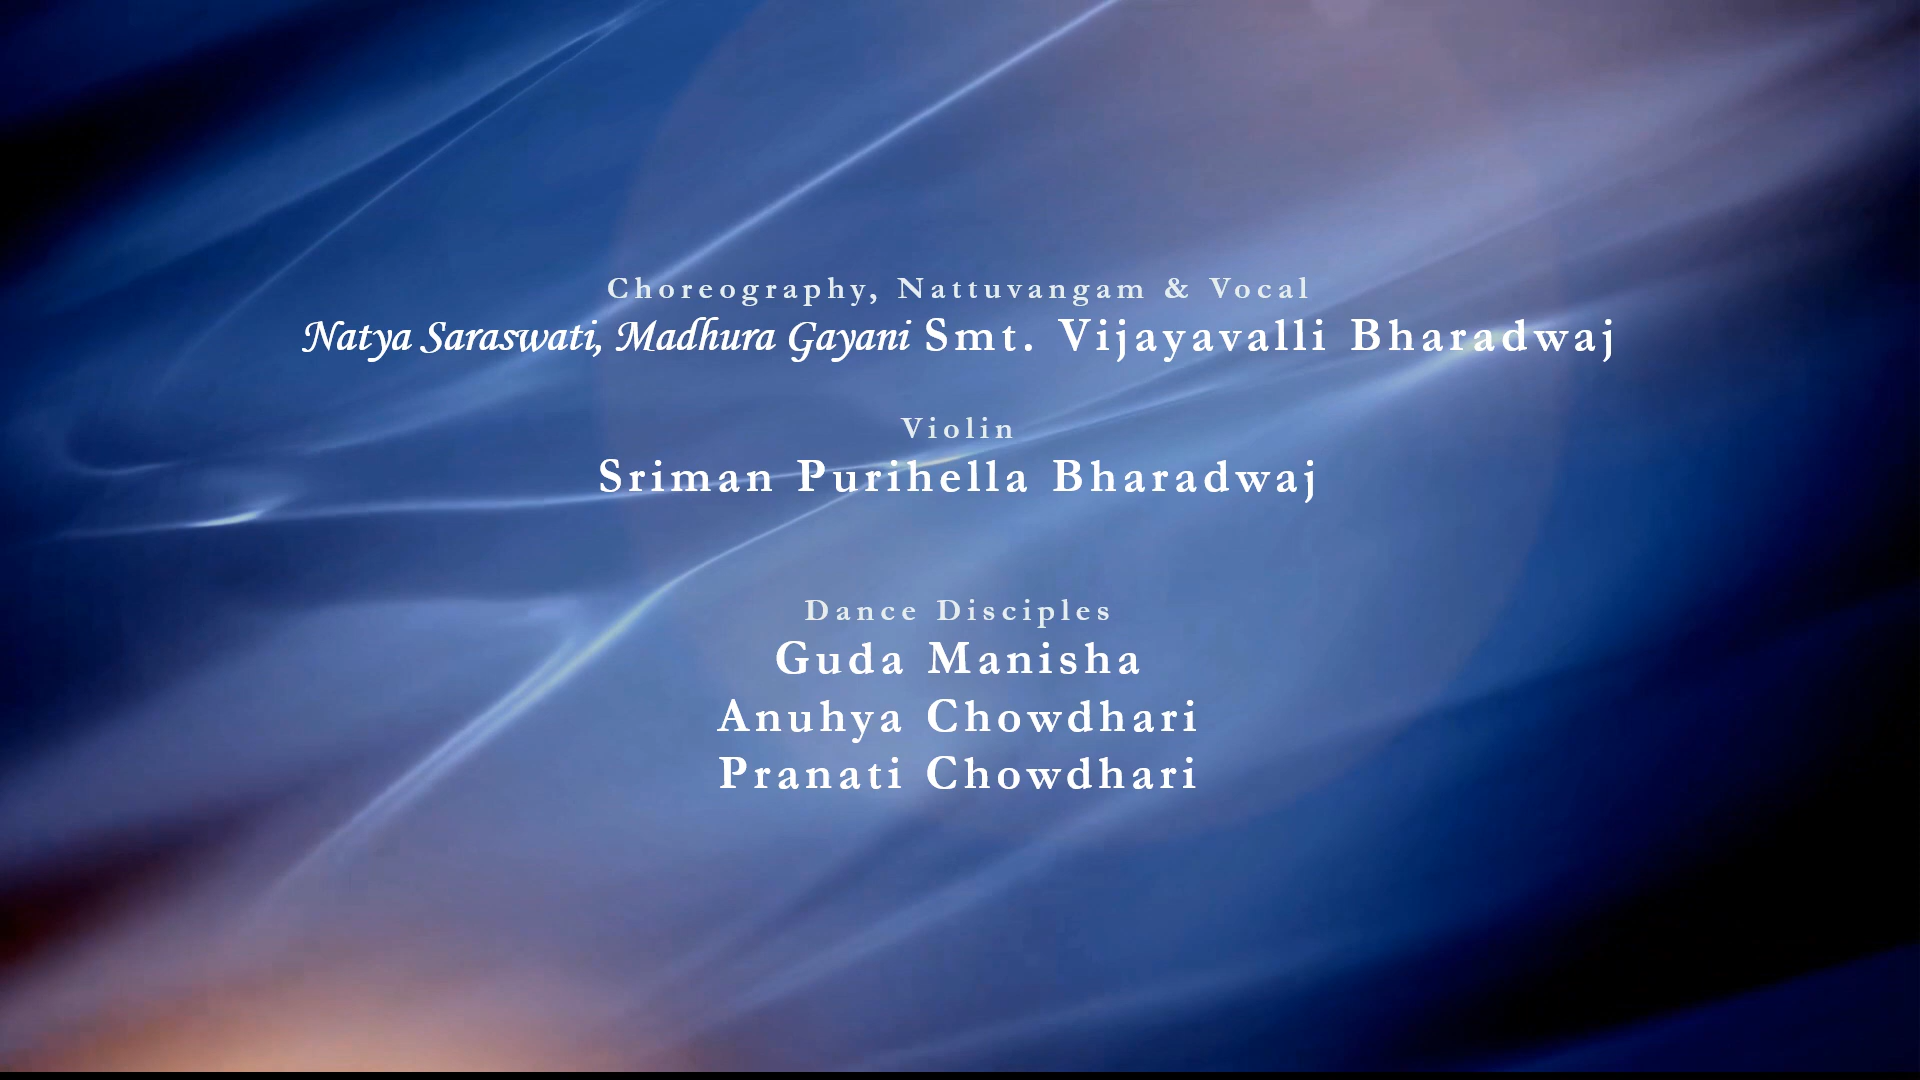 Choreography, Nattuvangam & Vocal
Natya Saraswati, Madhura Gayani Smt. Vijayavalli Bharadwaj
Violin
Sriman Purihella Bharadwaj
Dance Disciples
Guda Manisha
Anuhya Chowdhari
Pranati Chowdhari